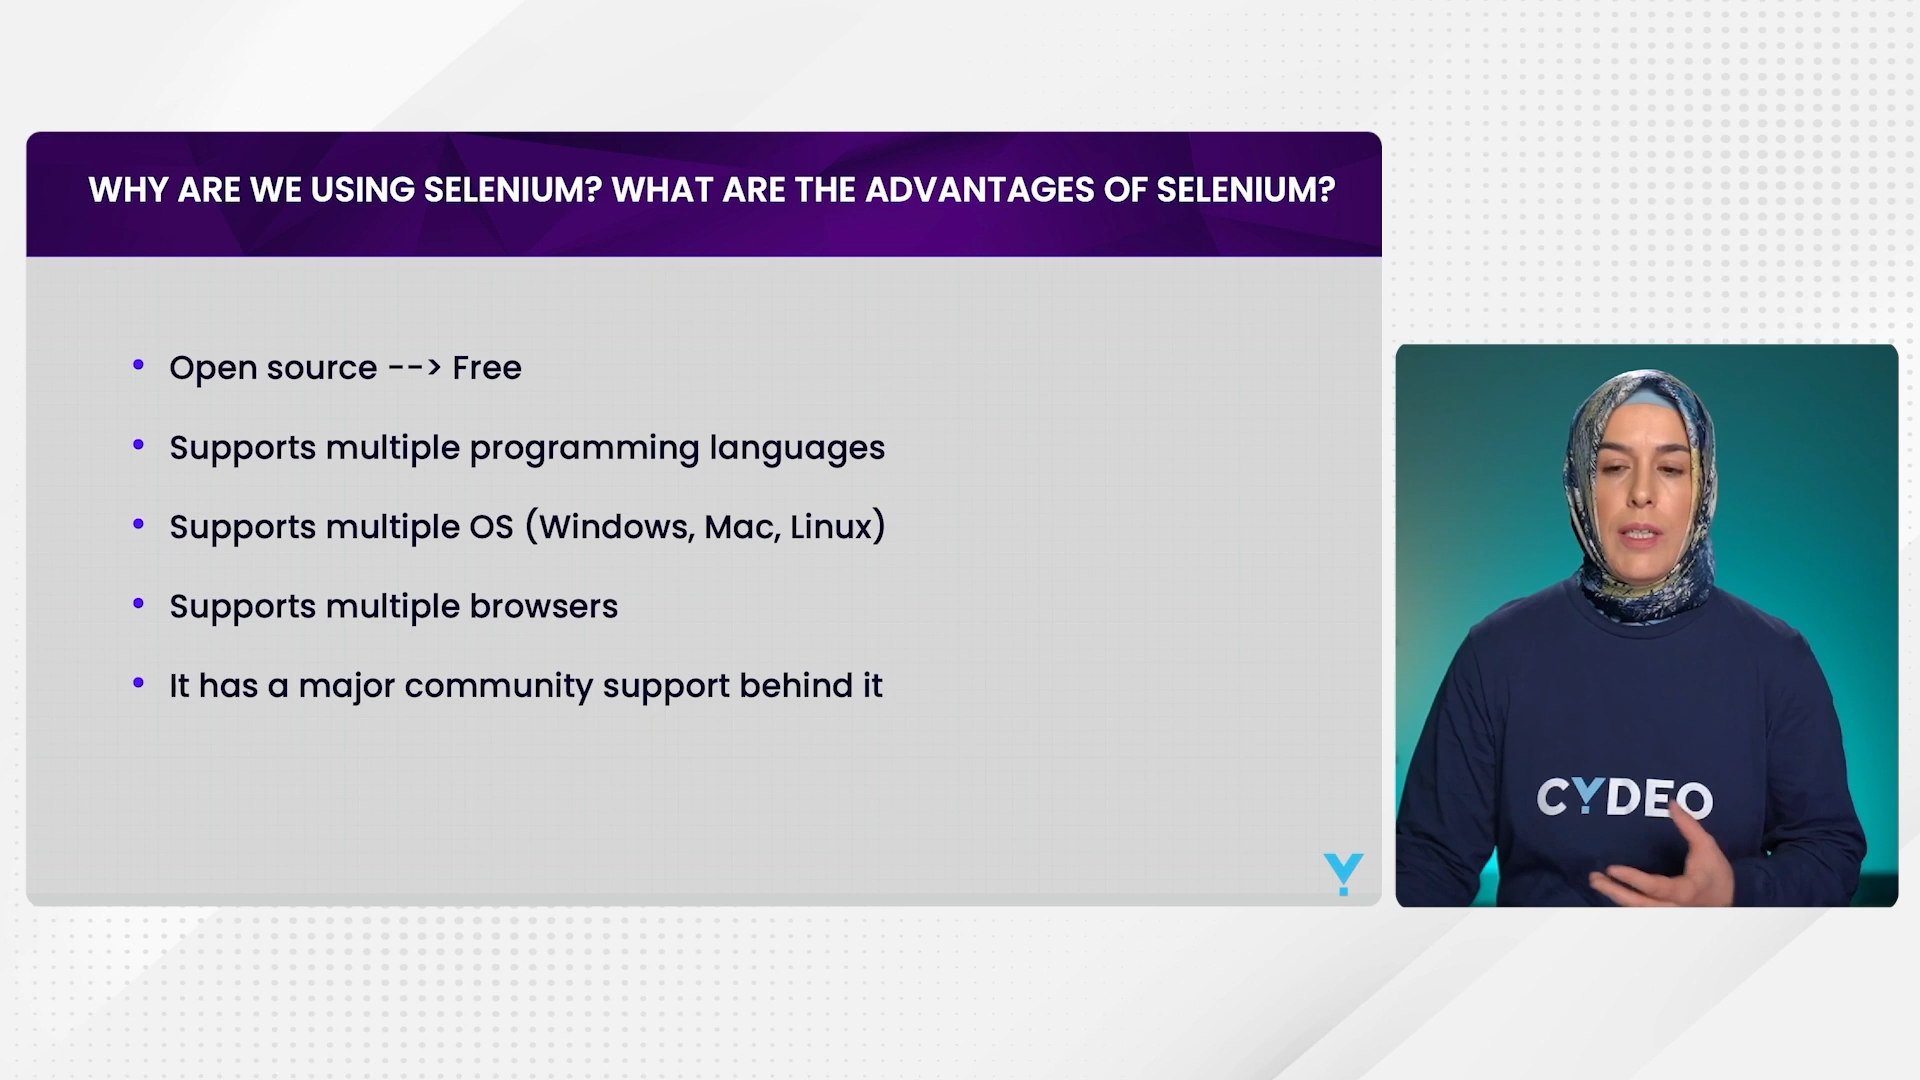 WHY ARE WE USING SELENIUM? WHAT ARE THE ADVANTAGES OF SELENIUM?
• Open source --> Free
• Supports multiple programming languages
• Supports multiple OS (Windows, Mac, Linux)
• Supports multiple browsers
• It has a major community support behind it
CYDEO